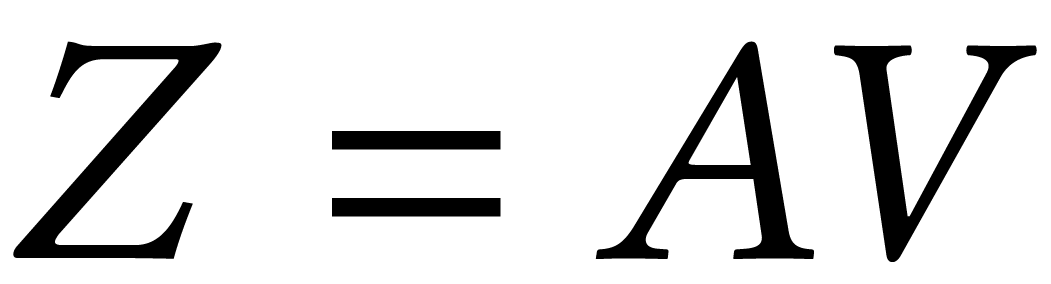 Z = AV